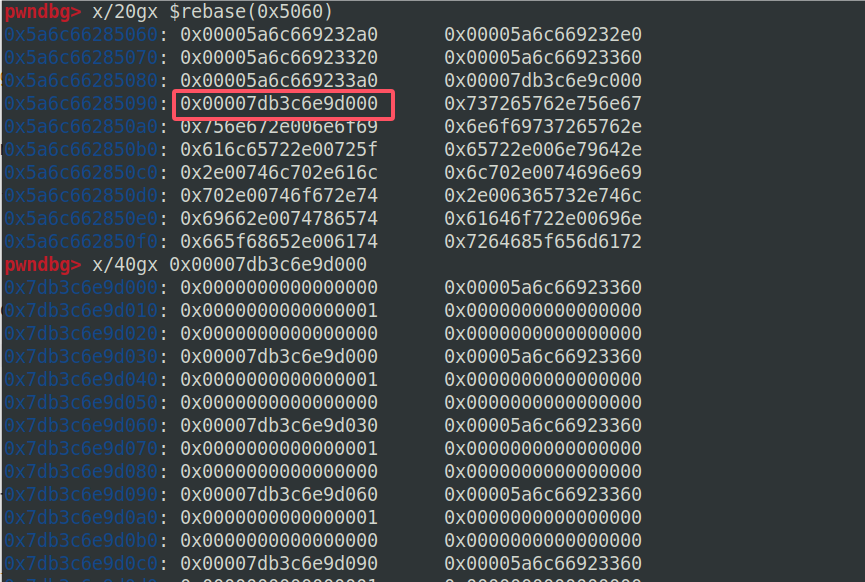 pwndbg> x/20gx $rebase(0x5060)
0x5a6c66285060: 0x00005a6c669232a0 0x00005a6c669232e0
0x5a6c66285070: 0x00005a6c66923320 0x00005a6c66923360
0x5a6c66285080: 0x00005a6c669233a0 0x00007db3c6e9c000
0x5a6c66285090: 0x00007db3c6e9d000 0x737265762e756e67
0x5a6c662850a0: 0x756e672e006e6f69 0x6e6f69737265762e
0x5a6c662850b0: 0x616c65722e00725f 0x65722e006e79642e
0x5a6c662850c0: 0x2e00746c702e616c 0x6c702e0074696e69
0x5a6c662850d0: 0x702e00746f672e74 0x2e006365732e746c
0x5a6c662850e0: 0x69662e0074786574 0x61646f722e00696e
0x5a6c662850f0: 0x665f68652e006174 0x7264685f656d6172
pwndbg> x/40gx 0x00007db3c6e9d000
0x7db3c6e9d000: 0x0000000000000000 0x00005a6c66923360
0x7db3c6e9d010: 0x0000000000000001 0x0000000000000000
0x7db3c6e9d020: 0x0000000000000000 0x0000000000000000
0x7db3c6e9d030: 0x00007db3c6e9d000 0x00005a6c66923360
0x7db3c6e9d040: 0x0000000000000001 0x0000000000000000
0x7db3c6e9d050: 0x0000000000000000 0x0000000000000000
0x7db3c6e9d060: 0x00007db3c6e9d030 0x00005a6c66923360
0x7db3c6e9d070: 0x0000000000000001 0x0000000000000000
0x7db3c6e9d080: 0x0000000000000000 0x0000000000000000
0x7db3c6e9d090: 0x00007db3c6e9d060 0x00005a6c66923360
0x7db3c6e9d0a0: 0x0000000000000001 0x0000000000000000
0x7db3c6e9d0b0: 0x0000000000000000 0x0000000000000000
0x7db3c6e9d0c0: 0x00007db3c6e9d090 0x00005a6c66923360